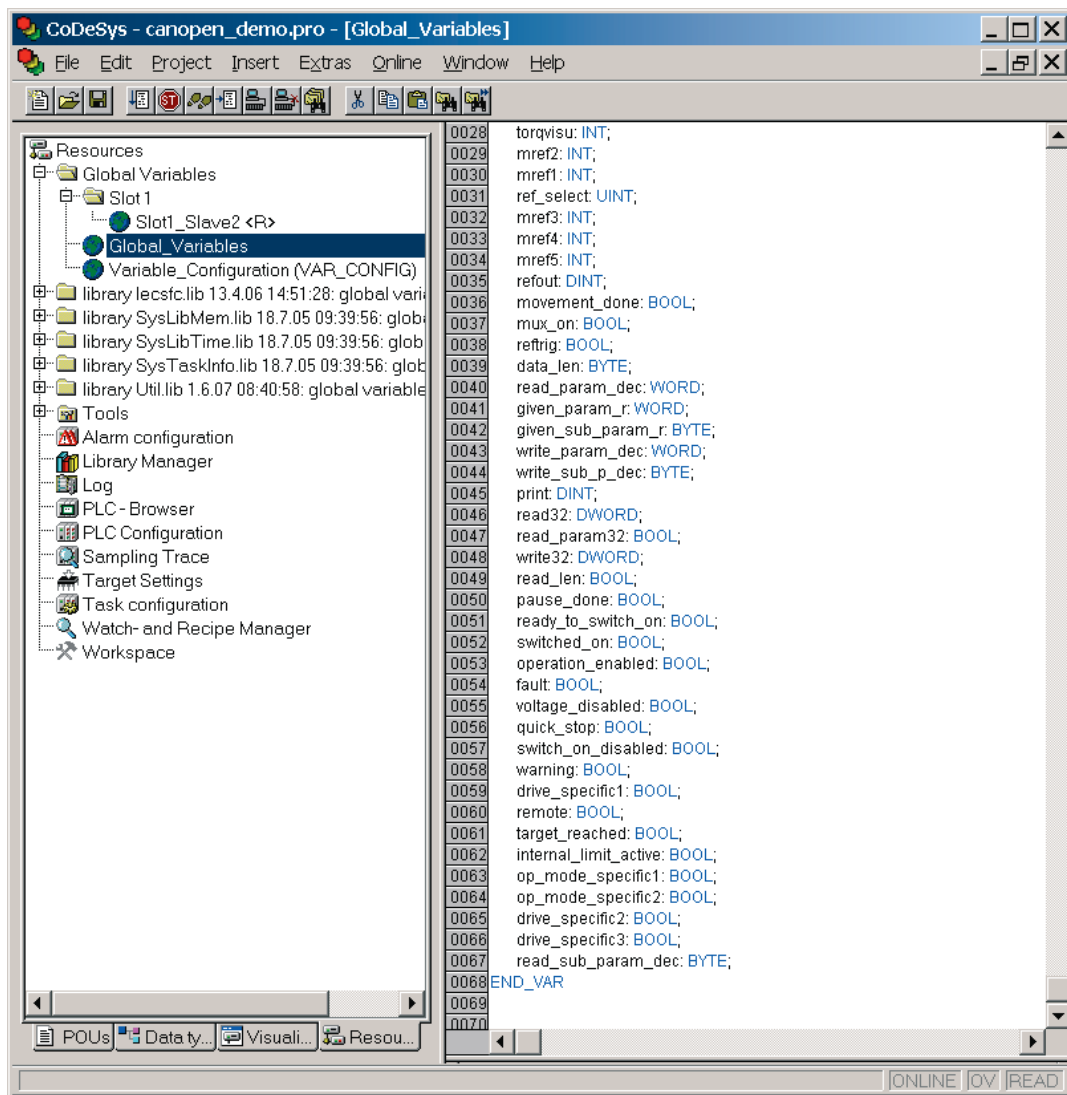 CoDeSys - canopen_demo.pro - [Global_Variables]
File Edit Project Insert Extras Online Window Help
Resources
Global Variables
Slot 1
Slot1_Slave2 <R>
Global_Variables
Variable_Configuration (VAR_CONFIG)
library Iecsfc.lib 13.4.06 14:51:28: global vari
library SysLibMem.lib 18.7.05 09:39:56: glob
library SysLibTime.lib 18.7.05 09:39:56: glob
library SysTaskInfo.lib 18.7.05 09:39:56: glob
library Util.lib 1.6.07 08:40:58: global variable
Tools
Alarm configuration
Library Manager
Log
PLC - Browser
PLC Configuration
Sampling Trace
Target Settings
Task configuration
Watch- and Recipe Manager
Workspace
POUs Data ty... Visuali... Resou...
0028 torqvisu: INT;
0029 mref2: INT;
0030 mref1: INT;
0031 ref_select: UINT;
0032 mref3: INT;
0033 mref4: INT;
0034 mref5: INT;
0035 refout: DINT;
0036 movement_done: BOOL;
0037 mux_on: BOOL;
0038 reftrig: BOOL;
0039 data_len: BYTE;
0040 read_param_dec: WORD;
0041 given_param_r: WORD;
0042 given_sub_param_r: BYTE;
0043 write_param_dec: WORD;
0044 write_sub_p_dec: BYTE;
0045 print: DINT;
0046 read32: DWORD;
0047 read_param32: BOOL;
0048 write32: DWORD;
0049 read_len: BOOL;
0050 pause_done: BOOL;
0051 ready_to_switch_on: BOOL;
0052 switched_on: BOOL;
0053 operation_enabled: BOOL;
0054 fault: BOOL;
0055 voltage_disabled: BOOL;
0056 quick_stop: BOOL;
0057 switch_on_disabled: BOOL;
0058 warning: BOOL;
0059 drive_specific1: BOOL;
0060 remote: BOOL;
0061 target_reached: BOOL;
0062 internal_limit_active: BOOL;
0063 op_mode_specific1: BOOL;
0064 op_mode_specific2: BOOL;
0065 drive_specific2: BOOL;
0066 drive_specific3: BOOL;
0067 read_sub_param_dec: BYTE;
0068 END_VAR
0069
0070
ONLINE OV READ